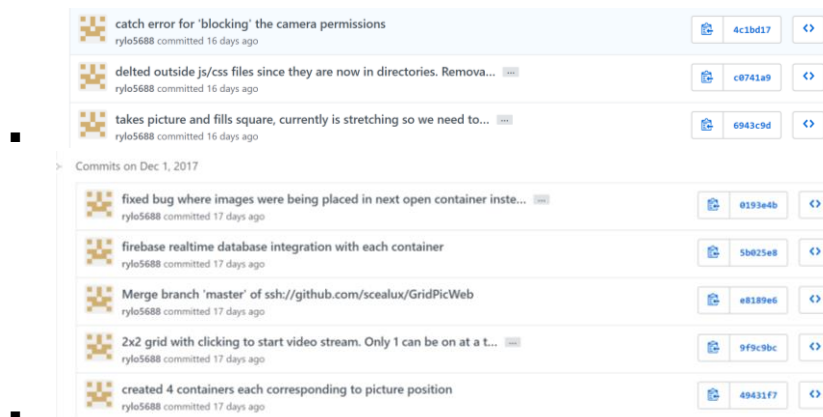 catch error for 'blocking' the camera permissions
rylo5688 committed 16 days ago
4c1bd17
delted outside js/css files since they are now in directories. Remova... ...
rylo5688 committed 16 days ago
c0741a9
takes picture and fills square, currently is stretching so we need to... ...
rylo5688 committed 16 days ago
6943c9d
Commits on Dec 1, 2017
fixed bug where images were being placed in next open container inste... ...
rylo5688 committed 17 days ago
0193e4b
firebase realtime database integration with each container
rylo5688 committed 17 days ago
5b025e8
Merge branch 'master' of ssh://github.com/scealux/GridPicWeb
rylo5688 committed 17 days ago
e8189e6
2x2 grid with clicking to start video stream. Only 1 can be on at a t... ...
rylo5688 committed 17 days ago
9f9c9bc
created 4 containers each corresponding to picture position
rylo5688 committed 17 days ago
49431f7